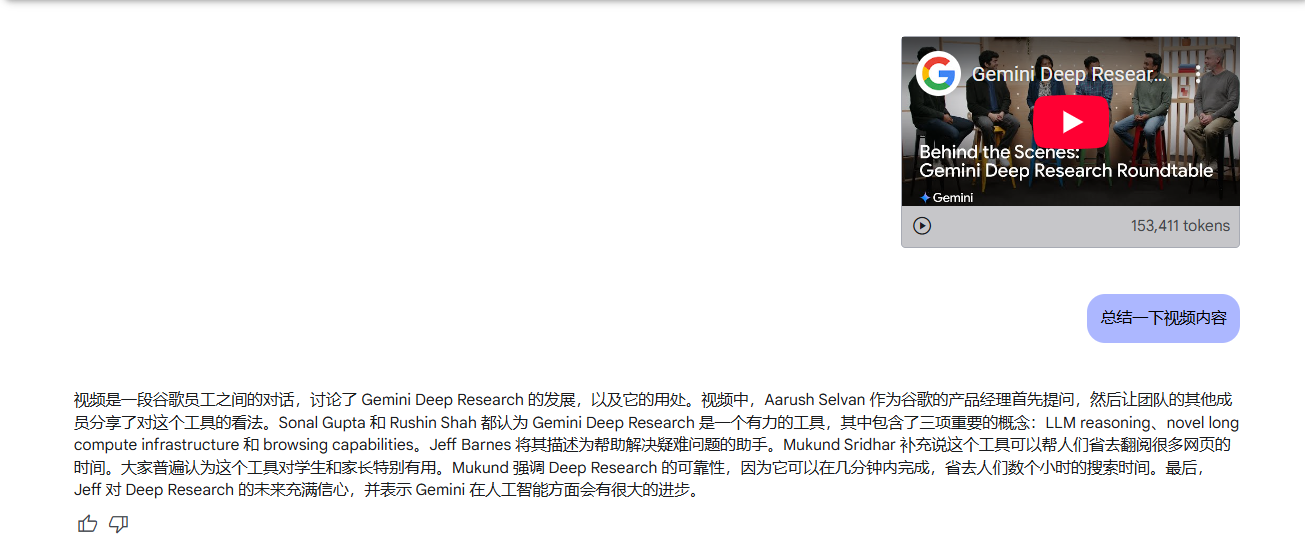 Gemini Deep Resear...
Behind the Scenes:
Gemini Deep Research Roundtable
Gemini
153,411 tokens
总结一下视频内容
视频是一段谷歌员工之间的对话，讨论了 Gemini Deep Research 的发展，以及它的用处。视频中，Aarush Selvan 作为谷歌的产品经理首先提问，然后让团队的其他成
员分享了对这个工具的看法。Sonal Gupta 和 Rushin Shah 都认为 Gemini Deep Research 是一个有力的工具，其中包含了三项重要的概念：LLM reasoning、novel long
compute infrastructure 和 browsing capabilities。Jeff Barnes 将其描述为帮助解决疑难问题的助手。Mukund Sridhar 补充说这个工具可以帮人们省去翻阅很多网页的
时间。大家普遍认为这个工具对学生和家长特别有用。Mukund 强调 Deep Research 的可靠性，因为它可以在几分钟内完成，省去人们数个小时的搜索时间。最后，
Jeff 对 Deep Research 的未来充满信心，并表示 Gemini 在人工智能方面会有很大的进步。